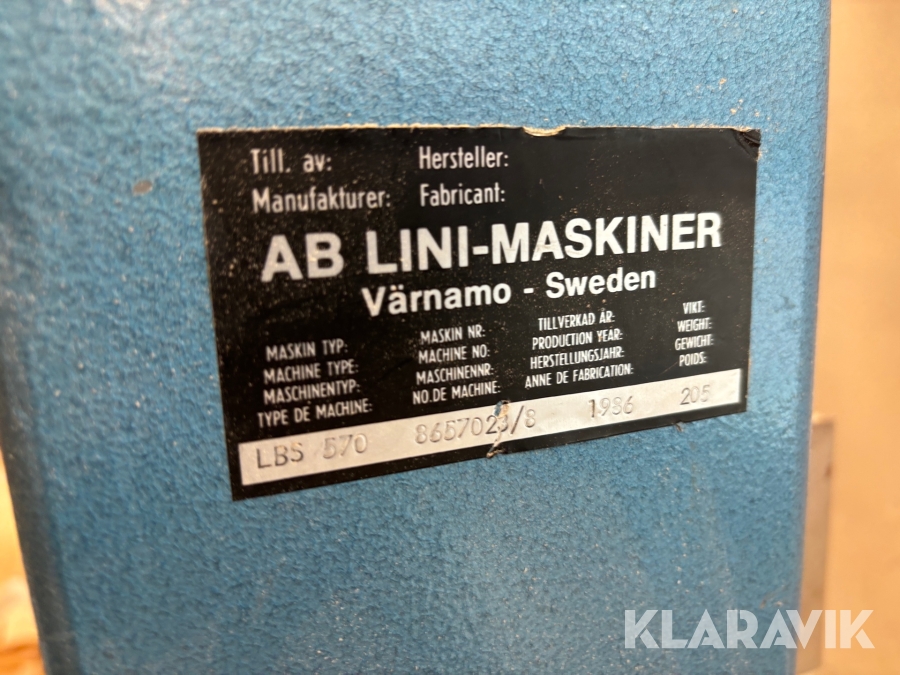 Till. av: Hersteller:
Manufakturer: Fabricant:
AB LINI-MASKINER
Värnamo - Sweden
MASKIN TYP: MASKIN NR: TILLVERKAD ÅR: VIKT:
MACHINE TYPE: MACHINE NO: PRODUCTION YEAR: WEIGHT:
MASCHINENTYP: MASCHINENNR: HERSTELLUNGSJAHR: GEWICHT:
TYPE DE MACHINE: NO.DE MACHINE: ANNE DE FABRICATION: POIDS:
LBS 570 1986 205
KLARAVIK